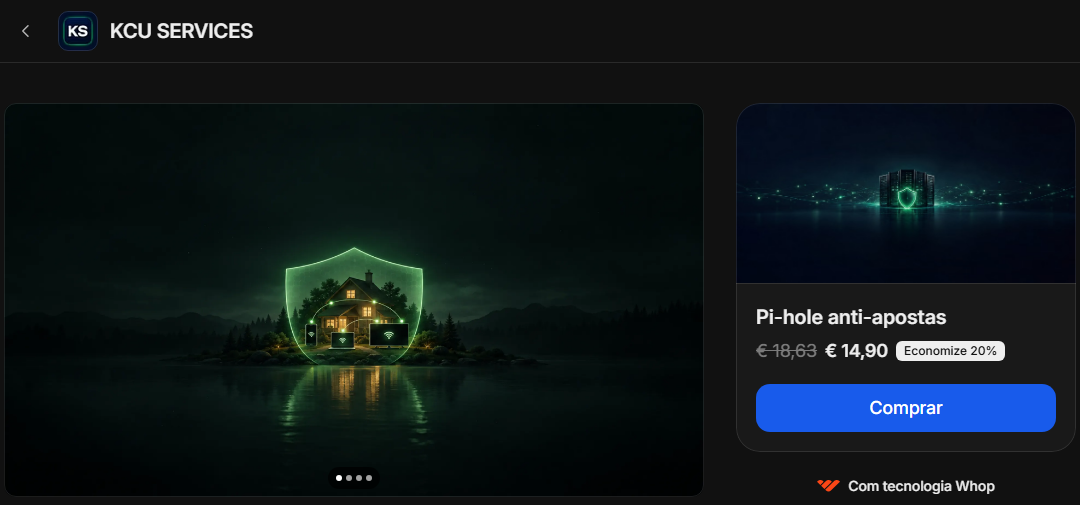 KS
KCU SERVICES
Pi-hole anti-apostas
€ 18,63 € 14,90 Economize 20%
Comprar
Com tecnologia Whop